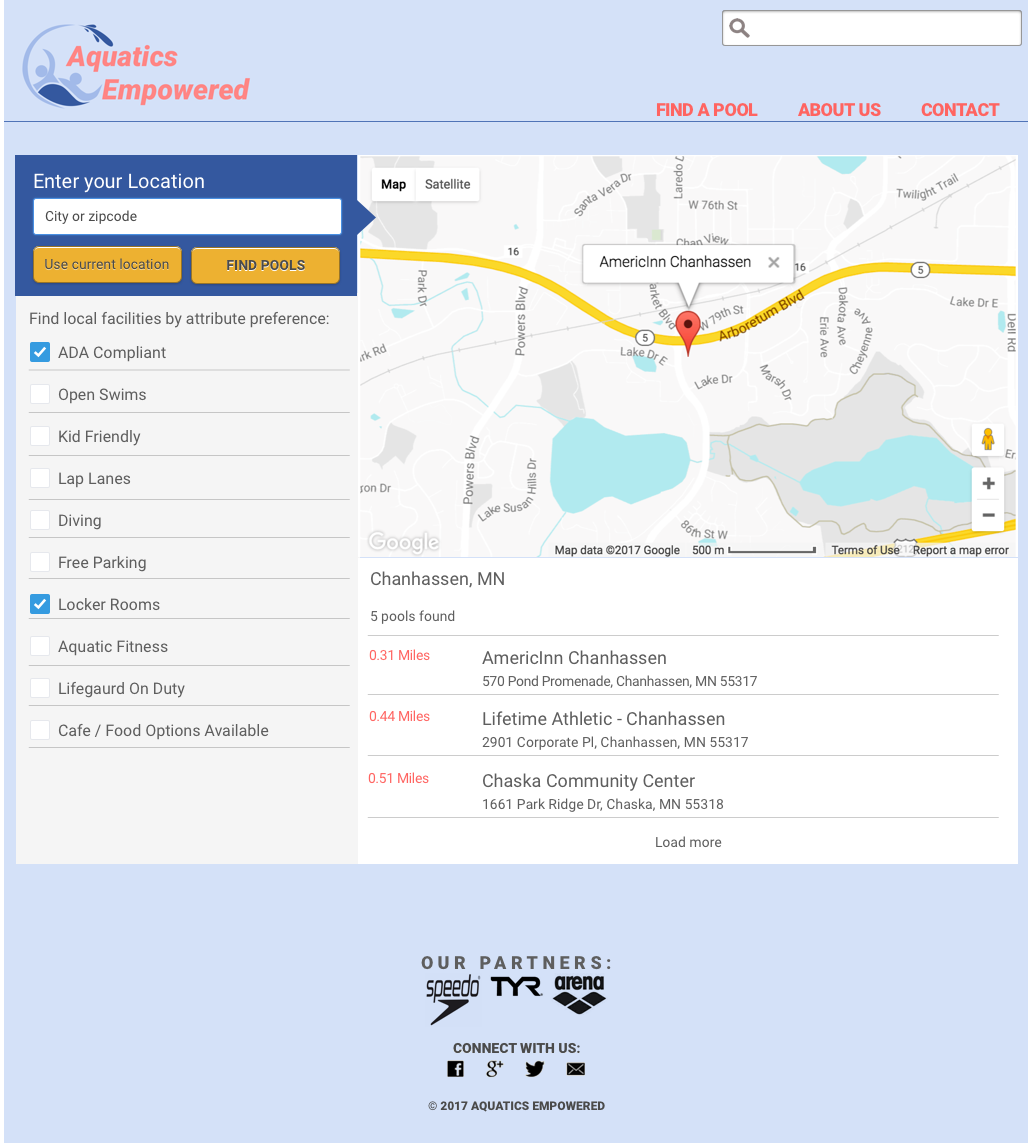 Aquatics
Empowered
FIND A POOL ABOUT US CONTACT
Enter your Location
City or zipcode
Use current location FIND POOLS
Find local facilities by attribute preference:
ADA Compliant
Open Swims
Kid Friendly
Lap Lanes
Diving
Free Parking
Locker Rooms
Aquatic Fitness
Lifegaurd On Duty
Cafe / Food Options Available
Map Satellite
Santa Vera Dr
Laredo
W 76th St
Twilight Trail
Chan View
16
AmericInn Chanhassen
16
5
Park Dr
Powers Blvd
arket Blvd
W 79th St
Arboretum Blvd
Dakota Ave
Erie Ave
Cheyenne Ave
Lake Dr E
Dell Rd
5
Lake Dr E
rk Rd
Lake Dr
Marsh Dr
Powers Blvd
Lake Susan Hills Dr
ron Dr
86th St W
Er
212
Google
Map data ©2017 Google 500 m Terms of Use Report a map error
Chanhassen, MN
5 pools found
0.31 Miles AmericInn Chanhassen
570 Pond Promenade, Chanhassen, MN 55317
0.44 Miles Lifetime Athletic - Chanhassen
2901 Corporate Pl, Chanhassen, MN 55317
0.51 Miles Chaska Community Center
1661 Park Ridge Dr, Chaska, MN 55318
Load more
OUR PARTNERS:
speedo TYR arena
CONNECT WITH US:
© 2017 AQUATICS EMPOWERED